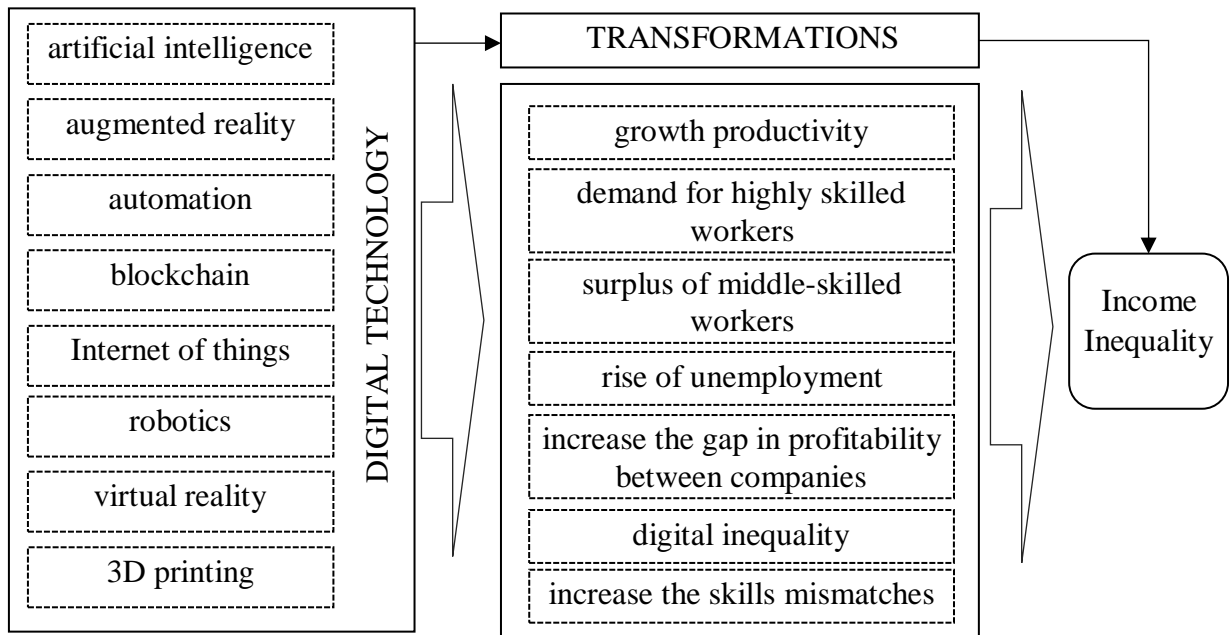 artificial intelligence
augmented reality
automation
blockchain
Internet of things
robotics
virtual reality
3D printing
DIGITAL TECHNOLOGY
TRANSFORMATIONS
growth productivity
demand for highly skilled
workers
surplus of middle-skilled
workers
rise of unemployment
increase the gap in profitability
between companies
digital inequality
increase the skills mismatches
Income
Inequality